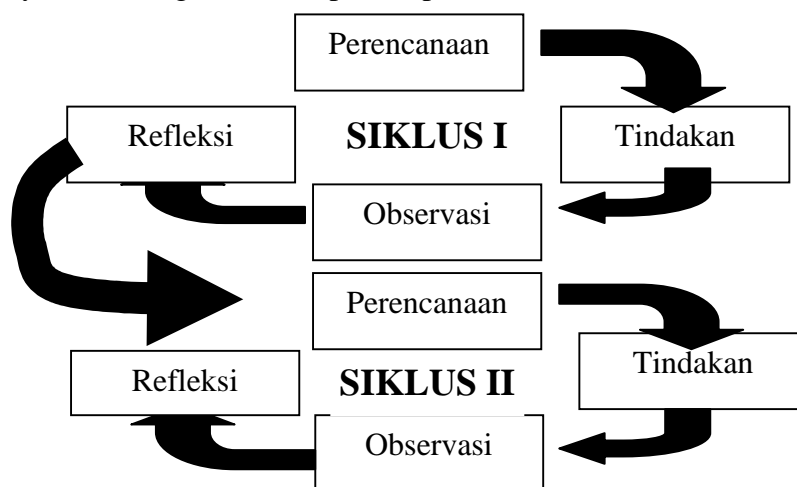 Perencanaan
Refleksi
SIKLUS I
Tindakan
Observasi
Perencanaan
Tindakan
Refleksi
SIKLUS II
Observasi